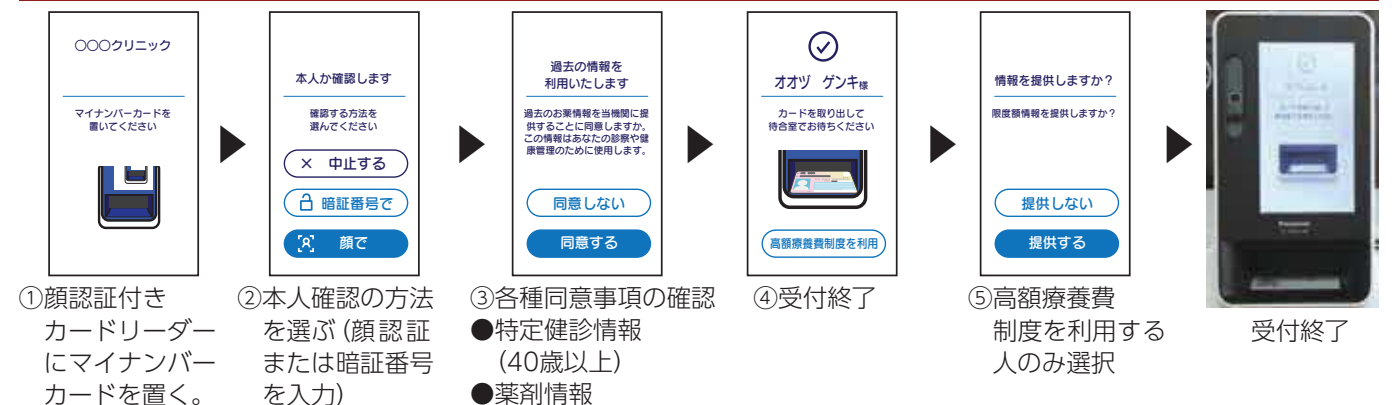 〇〇〇クリニック
マイナンバーカードを
置いてください
①顔認証付き
カードリーダー
にマイナンバー
カードを置く。
本人か確認します
確認する方法を
選んでください
× 中止する
暗証番号で
顔で
②本人確認の方法
を選ぶ(顔認証
または暗証番号
を入力)
過去の情報を
利用いたします
過去のお薬情報を当機関に提
供することに同意しますか。
この情報はあなたの診察や健
康管理のために使用します。
同意しない
同意する
③各種同意事項の確認
●特定健診情報
(40歳以上)
●薬剤情報
オオヅ ゲンキ様
カードを取り出して
待合室でお待ちください
高額療養費制度を利用
④受付終了
情報を提供しますか?
限度額情報を提供しますか?
提供しない
提供する
⑤高額療養費
制度を利用する
人のみ選択
Panasonic
受付終了